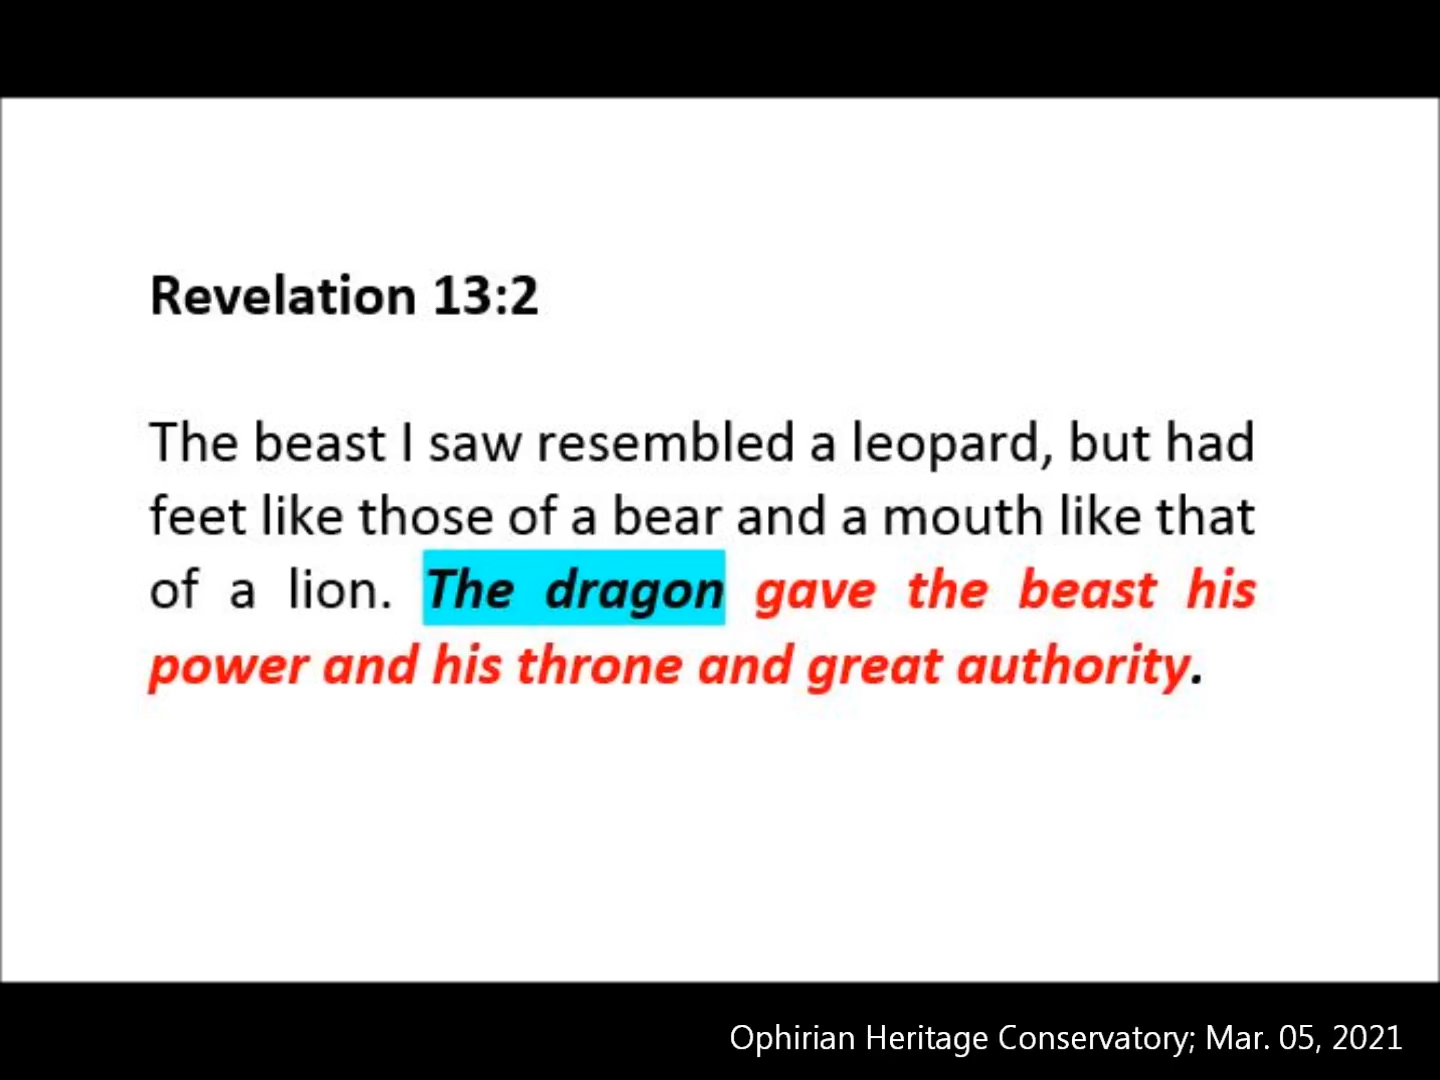 Revelation 13:2
The beast I saw resembled a leopard, but had
feet like those of a bear and a mouth like that
of a lion. The dragon gave the beast his
power and his throne and great authority.
Ophirian Heritage Conservatory; Mar. 05, 2021